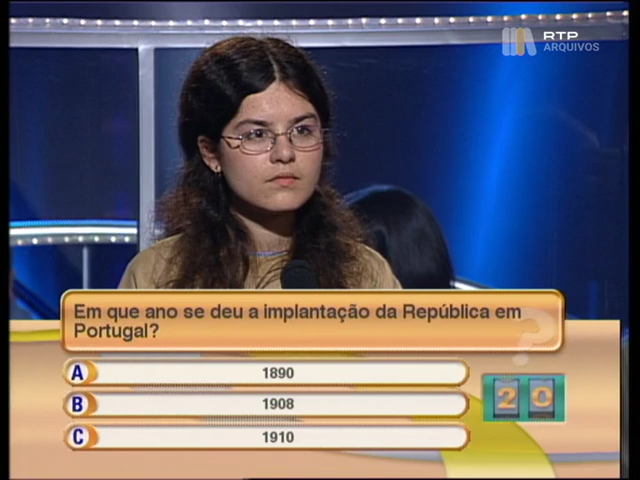 RTP
ARQUIVOS
Em que ano se deu a implantação da República em
Portugal?
?
A 1890
B 1908
C 1910
20